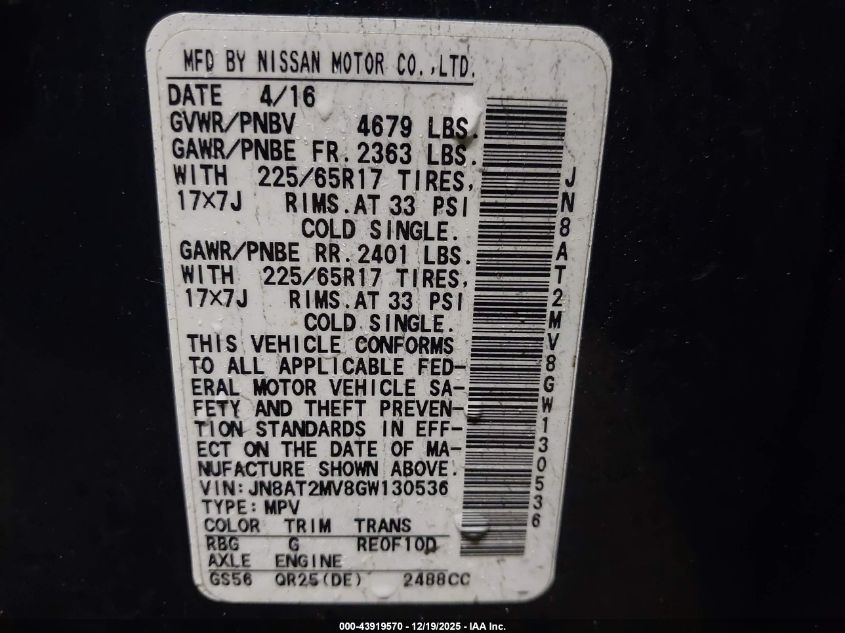 MFD BY NISSAN MOTOR CO.,LTD.
DATE 4/16
GVWR/PNBV 4679 LBS.
GAWR/PNBE FR. 2363 LBS.
WITH 225/65R17 TIRES,
17×7J RIMS.AT 33 PSI
COLD SINGLE.
GAWR/PNBE RR. 2401 LBS.
WITH 225/65R17 TIRES,
17×7J RIMS.AT 33 PSI
COLD SINGLE.
THIS VEHICLE CONFORMS
TO ALL APPLICABLE FED-
ERAL MOTOR VEHICLE SA-
FETY AND THEFT PREVEN-
TION STANDARDS IN EFF-
ECT ON THE DATE OF MA-
NUFACTURE SHOWN ABOVE.
VIN:JN8AT2MV8GW130536
TYPE:MPV
COLOR TRIM TRANS
RBG G RE0F10D
AXLE ENGINE
GS56 QR25(DE) 2488CC
JN8AT2MV8GW130536
000-43919570 - 12/19/2025 - IAA Inc.